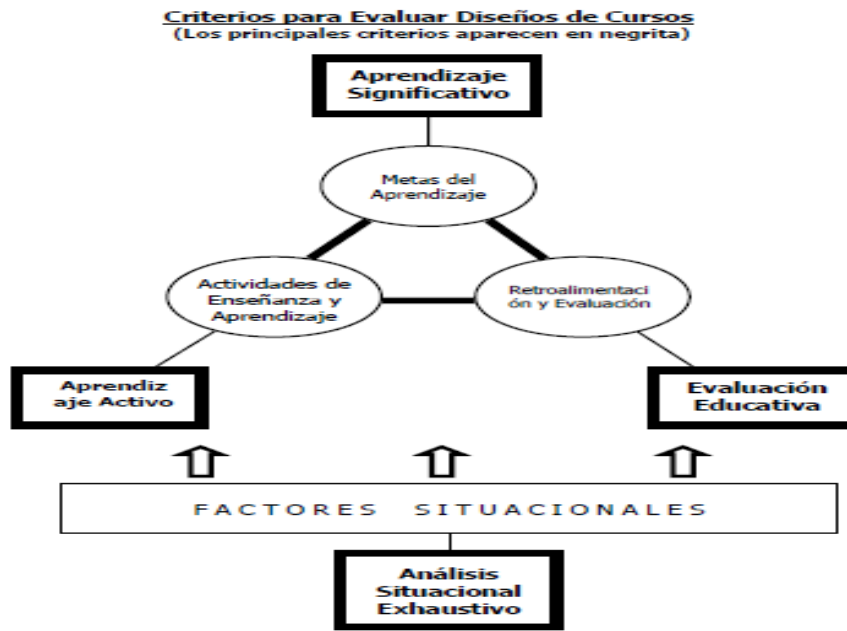 Criterios para Evaluar Diseños de Cursos
(Los principales criterios aparecen en negrita)
Aprendizaje
Significativo
Metas del
Aprendizaje
Actividades de
Enseñanza y
Aprendizaje
Retroalimentaci
ón y Evaluación
Aprendiz
aje Activo
Evaluación
Educativa
FACTORES SITUACIONALES
Análisis
Situacional
Exhaustivo